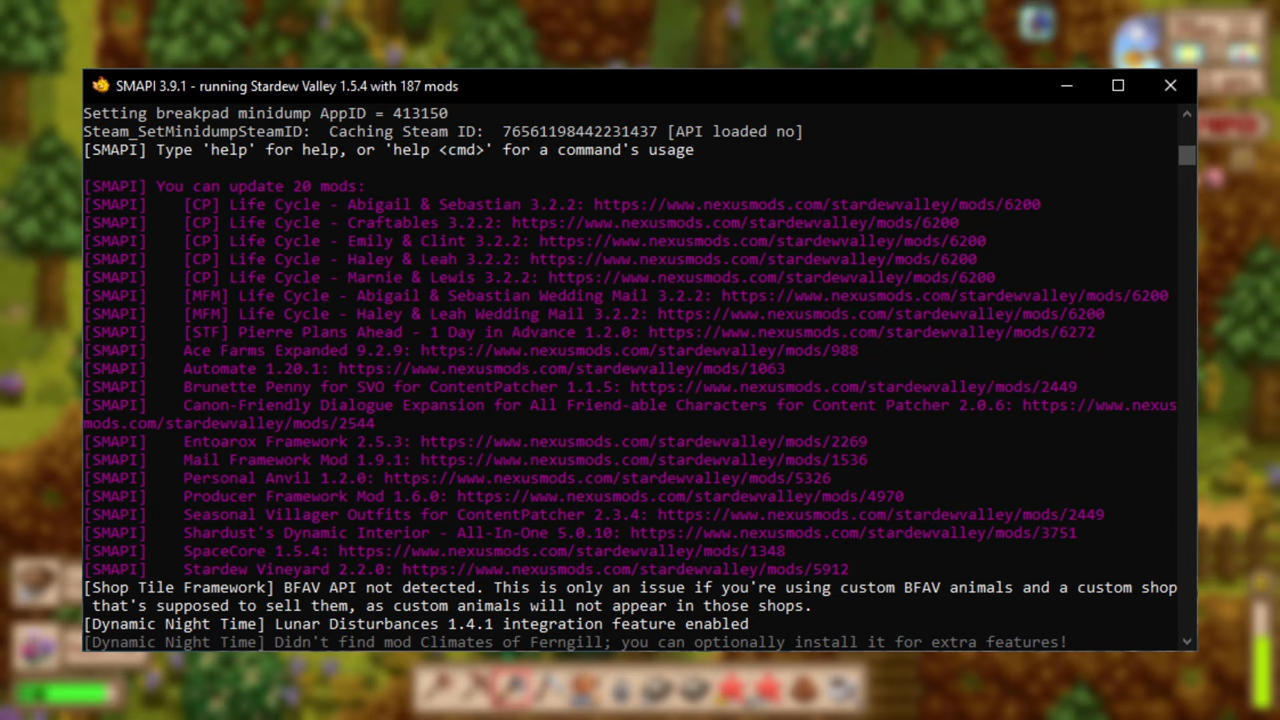 SMAPI 3.9.1 - running Stardew Valley 1.5.4 with 187 mods
Setting breakpad minidump AppID = 413150
Steam_SetMinidumpSteamID:  Caching Steam ID:  76561198442231437 [API loaded no]
[SMAPI] Type 'help' for help, or 'help <cmd>' for a command's usage
[SMAPI] You can update 20 mods:
[SMAPI]    [CP] Life Cycle - Abigail & Sebastian 3.2.2: https://www.nexusmods.com/stardewvalley/mods/6200
[SMAPI]    [CP] Life Cycle - Craftables 3.2.2: https://www.nexusmods.com/stardewvalley/mods/6200
[SMAPI]    [CP] Life Cycle - Emily & Clint 3.2.2: https://www.nexusmods.com/stardewvalley/mods/6200
[SMAPI]    [CP] Life Cycle - Haley & Leah 3.2.2: https://www.nexusmods.com/stardewvalley/mods/6200
[SMAPI]    [CP] Life Cycle - Marnie & Lewis 3.2.2: https://www.nexusmods.com/stardewvalley/mods/6200
[SMAPI]    [MFM] Life Cycle - Abigail & Sebastian Wedding Mail 3.2.2: https://www.nexusmods.com/stardewvalley/mods/6200
[SMAPI]    [MFM] Life Cycle - Haley & Leah Wedding Mail 3.2.2: https://www.nexusmods.com/stardewvalley/mods/6200
[SMAPI]    [STF] Pierre Plans Ahead - 1 Day in Advance 1.2.0: https://www.nexusmods.com/stardewvalley/mods/6272
[SMAPI]    Ace Farms Expanded 9.2.9: https://www.nexusmods.com/stardewvalley/mods/988
[SMAPI]    Automate 1.20.1: https://www.nexusmods.com/stardewvalley/mods/1063
[SMAPI]    Brunette Penny for SVO for ContentPatcher 1.1.5: https://www.nexusmods.com/stardewvalley/mods/2449
[SMAPI]    Canon-Friendly Dialogue Expansion for All Friend-able Characters for Content Patcher 2.0.6: https://www.nexus
mods.com/stardewvalley/mods/2544
[SMAPI]    Entoarox Framework 2.5.3: https://www.nexusmods.com/stardewvalley/mods/2269
[SMAPI]    Mail Framework Mod 1.9.1: https://www.nexusmods.com/stardewvalley/mods/1536
[SMAPI]    Personal Anvil 1.2.0: https://www.nexusmods.com/stardewvalley/mods/5326
[SMAPI]    Producer Framework Mod 1.6.0: https://www.nexusmods.com/stardewvalley/mods/4970
[SMAPI]    Seasonal Villager Outfits for ContentPatcher 2.3.4: https://www.nexusmods.com/stardewvalley/mods/2449
[SMAPI]    Shardust's Dynamic Interior - All-In-One 5.0.10: https://www.nexusmods.com/stardewvalley/mods/3751
[SMAPI]    SpaceCore 1.5.4: https://www.nexusmods.com/stardewvalley/mods/1348
[SMAPI]    Stardew Vineyard 2.2.0: https://www.nexusmods.com/stardewvalley/mods/5912
[Shop Tile Framework] BFAV API not detected. This is only an issue if you're using custom BFAV animals and a custom shop
that's supposed to sell them, as custom animals will not appear in those shops.
[Dynamic Night Time] Lunar Disturbances 1.4.1 integration feature enabled
[Dynamic Night Time] Didn't find mod Climates of Ferngill; you can optionally install it for extra features!